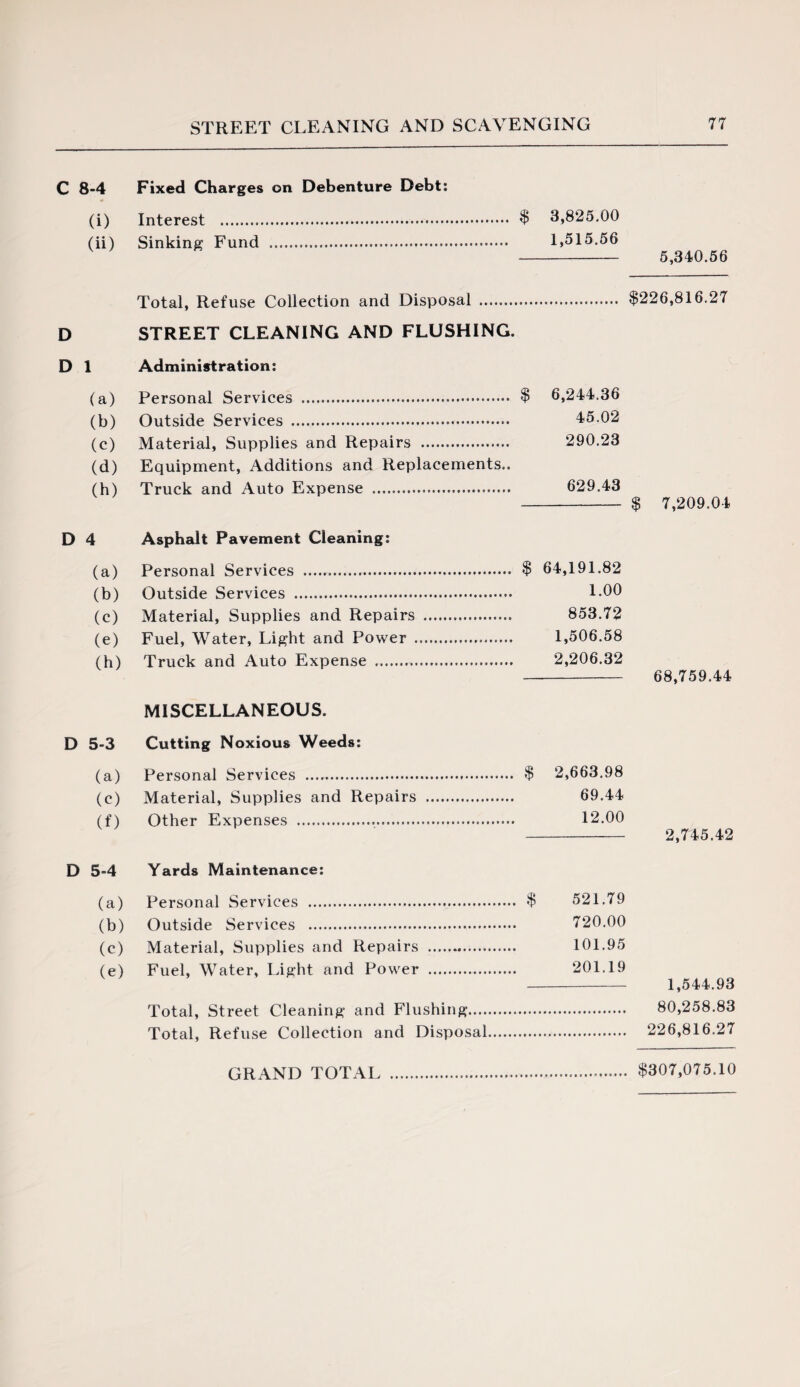 STREET CLEANING AND SCAVENGING 77
C 8-4 Fixed Charges on Debenture Debt:
(i) Interest .......... $ 3,825.00
(ii) Sinking Fund .......... 1,515.56
5,340.56
Total, Refuse Collection and Disposal .......... $226,816.27
D STREET CLEANING AND FLUSHING.
D 1 Administration:
(a) Personal Services .......... $ 6,244.36
(b) Outside Services .......... 45.02
(c) Material, Supplies and Repairs .......... 290.23
(d) Equipment, Additions and Replacements..
(h) Truck and Auto Expense .......... 629.43
$ 7,209.04
D 4 Asphalt Pavement Cleaning:
(a) Personal Services .......... $ 64,191.82
(b) Outside Services .......... 1.00
(c) Material, Supplies and Repairs .......... 853.72
(e) Fuel, Water, Light and Power .......... 1,506.58
(h) Truck and Auto Expense .......... 2,206.32
68,759.44
MISCELLANEOUS.
D 5-3 Cutting Noxious Weeds:
(a) Personal Services .......... $ 2,663.98
(c) Material, Supplies and Repairs .......... 69.44
(f) Other Expenses .......... 12.00
2,745.42
D 5-4 Yards Maintenance:
(a) Personal Services .......... $ 521.79
(b) Outside Services .......... 720.00
(c) Material, Supplies and Repairs .......... 101.95
(e) Fuel, Water, Light and Power .......... 201.19
1,544.93
Total, Street Cleaning and Flushing.......... 80,258.83
Total, Refuse Collection and Disposal.......... 226,816.27
GRAND TOTAL .......... $307,075.10